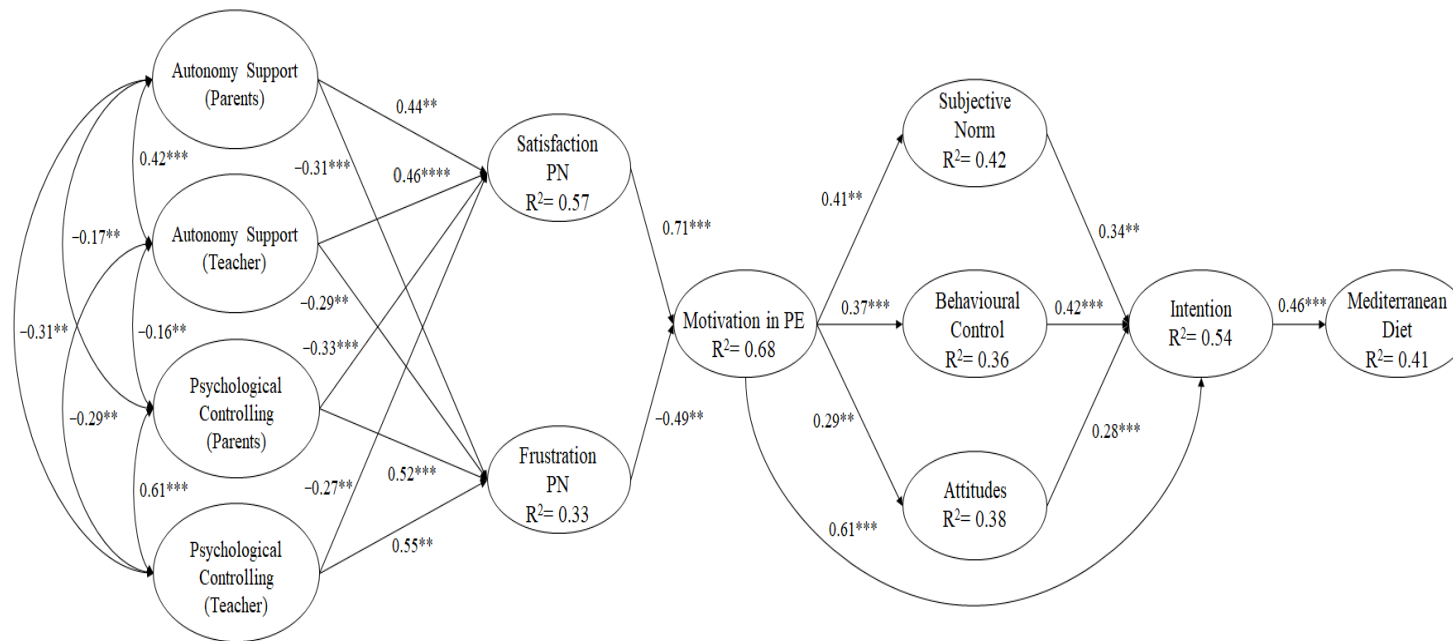 Autonomy Support
(Parents)
0.42***
Autonomy Support
(Teacher)
−0.17**
−0.31**
−0.16**
−0.29**
Psychological
Controlling
(Parents)
0.61***
Psychological
Controlling
(Teacher)
0.44**
−0.31***
0.46****
−0.29**
−0.33***
−0.27**
0.52***
0.55**
Satisfaction
PN
R²= 0.57
Frustration
PN
R²= 0.33
0.71***
−0.49**
Motivation in PE
R²= 0.68
0.41**
0.37***
0.29**
0.61***
Subjective
Norm
R²= 0.42
Behavioural
Control
R²= 0.36
Attitudes
R²= 0.38
0.34**
0.42***
0.28***
Intention
R²= 0.54
0.46***
Mediterranean
Diet
R²= 0.41